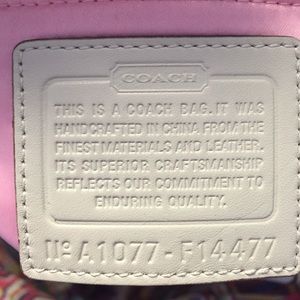 COACH
THIS IS A COACH BAG. IT WAS
HANDCRAFTED IN CHINA FROM THE
FINEST MATERIALS AND LEATHER.
ITS SUPERIOR CRAFTSMANSHIP
REFLECTS OUR COMMITMENT TO
ENDURING QUALITY.
Nº A1077-F14477